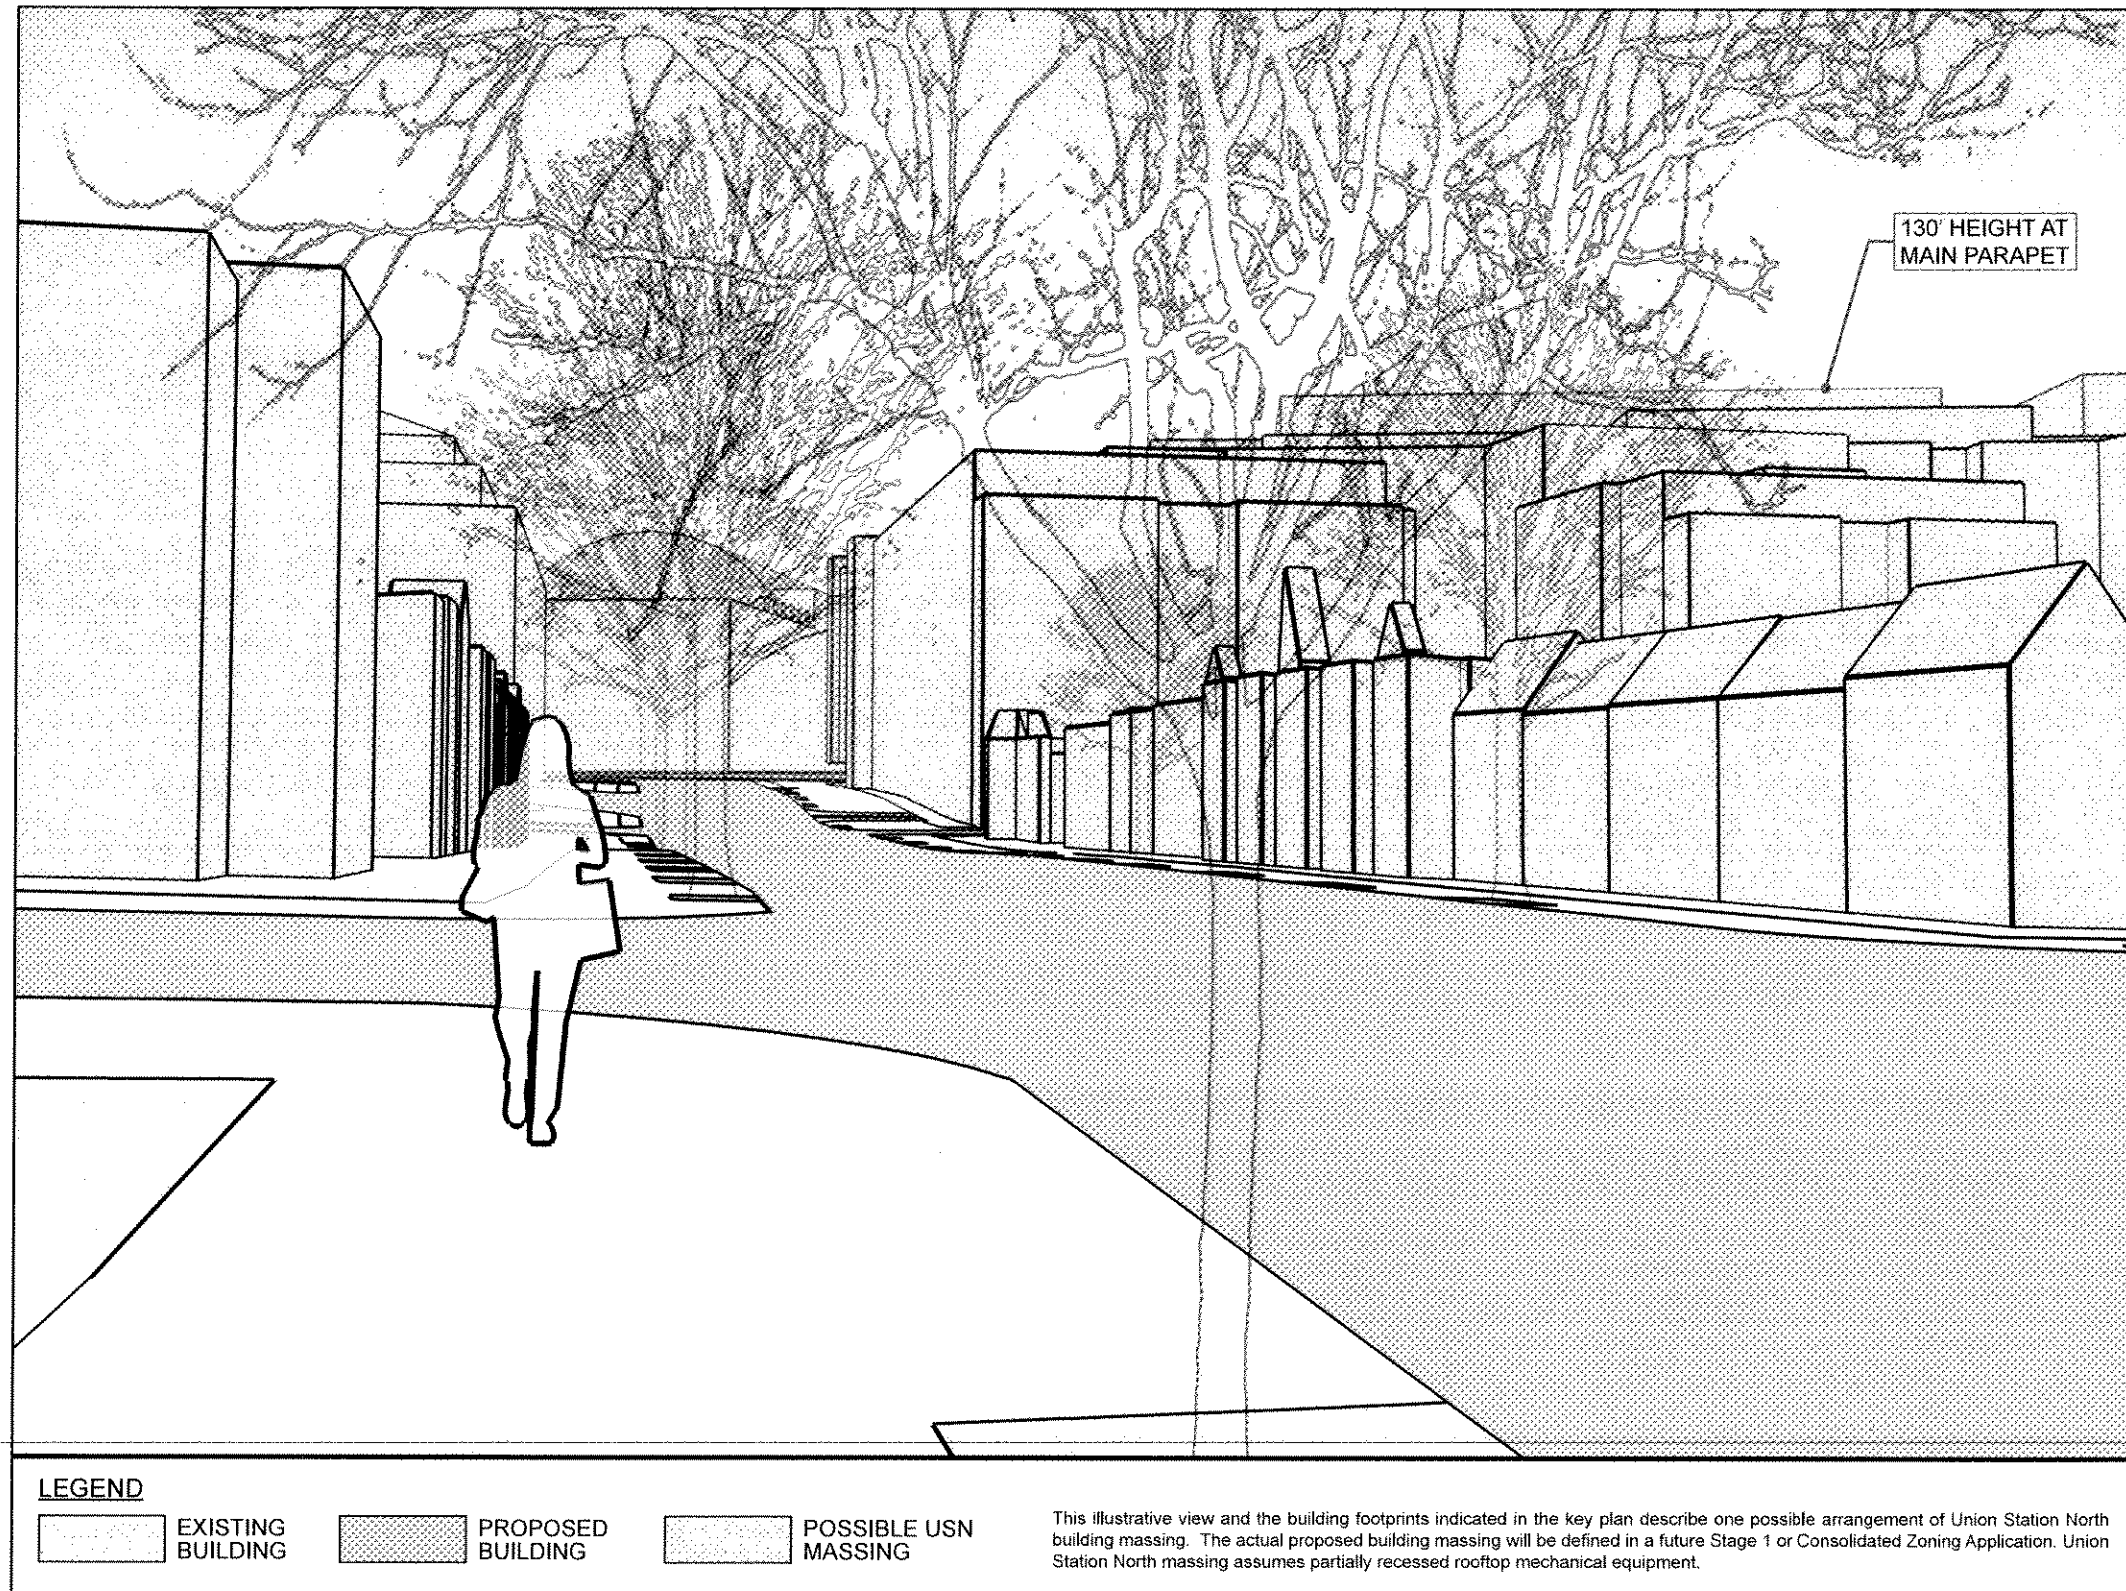 130' HEIGHT AT
MAIN PARAPET
LEGEND
EXISTING
BUILDING
PROPOSED
BUILDING
POSSIBLE USN
MASSING
This illustrative view and the building footprints indicated in the key plan describe one possible arrangement of Union Station North
building massing. The actual proposed building massing will be defined in a future Stage 1 or Consolidated Zoning Application. Union
Station North massing assumes partially recessed rooftop mechanical equipment.